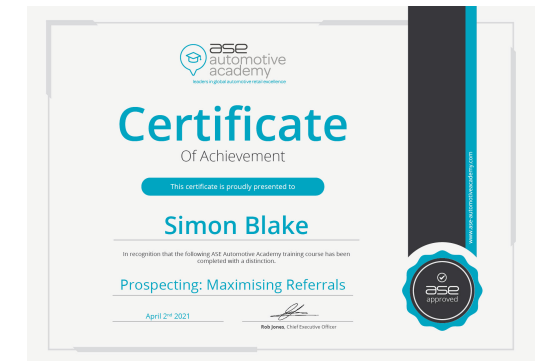 ase
automotive
academy
leaders in global automotive retail excellence
Certificate
Of Achievement
This certificate is proudly presented to
Simon Blake
In recognition that the following ASE Automotive Academy training course has been
completed with a distinction.
Prospecting: Maximising Referrals
April 2nd 2021
Rob Jones, Chief Executive Officer
www.ase-automotiveacademy.com
ase
approved